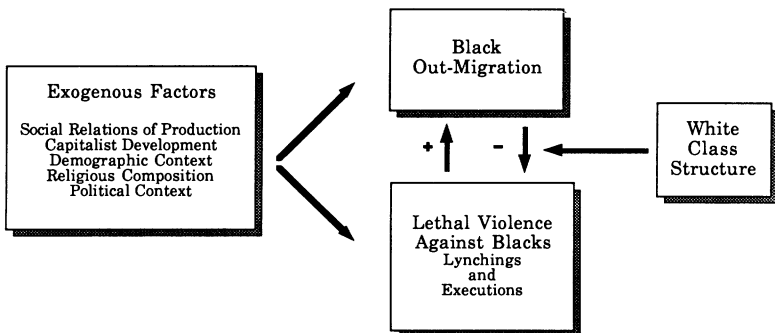 Exogenous Factors
Social Relations of Production
Capitalist Development
Demographic Context
Religious Composition
Political Context
Black
Out-Migration
+
-
White
Class
Structure
Lethal Violence
Against Blacks
Lynchings
and
Executions